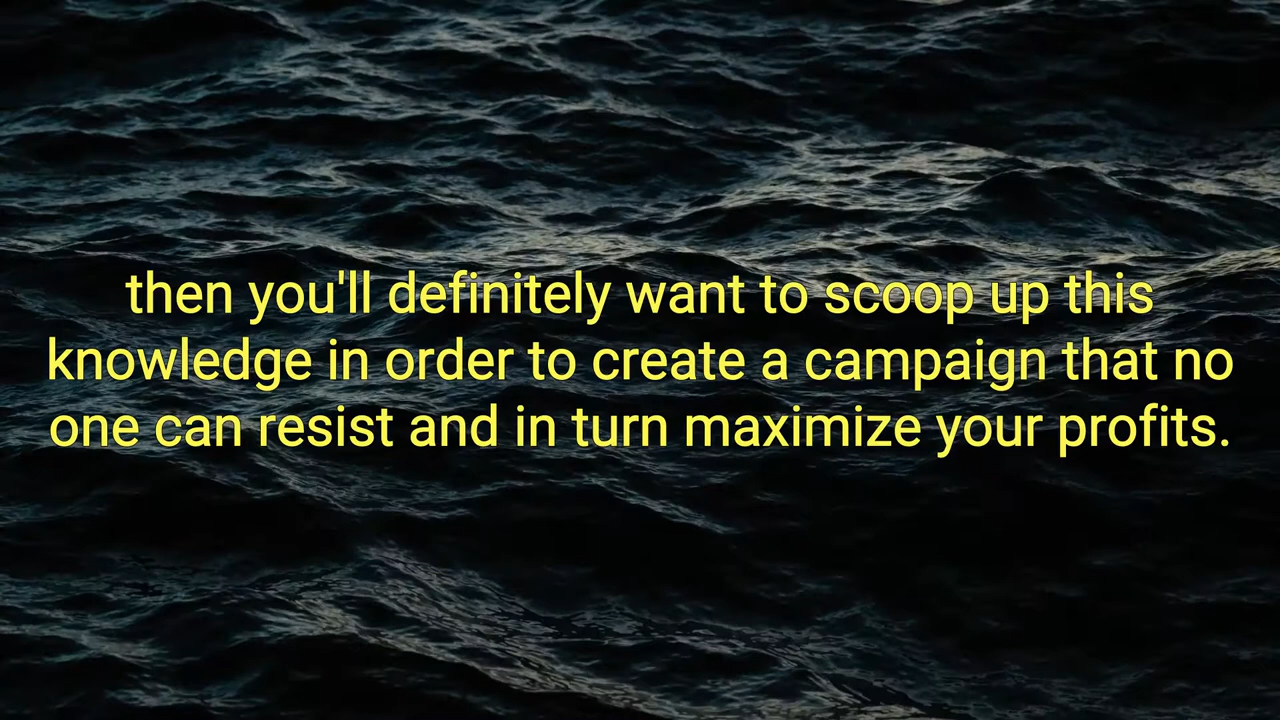 then you'll definitely want to scoop up this
knowledge in order to create a campaign that no
one can resist and in turn maximize your profits.